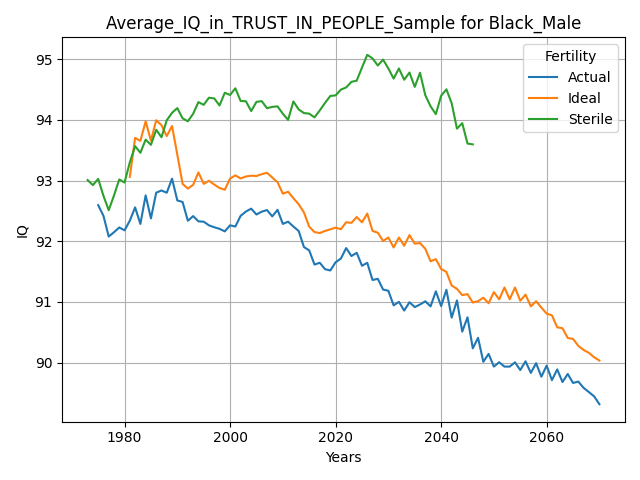 Average_IQ_in_TRUST_IN_PEOPLE_Sample for Black_Male
Fertility
Actual
Ideal
Sterile
IQ
95
94
93
92
91
90
1980
2000
2020
2040
2060
Years